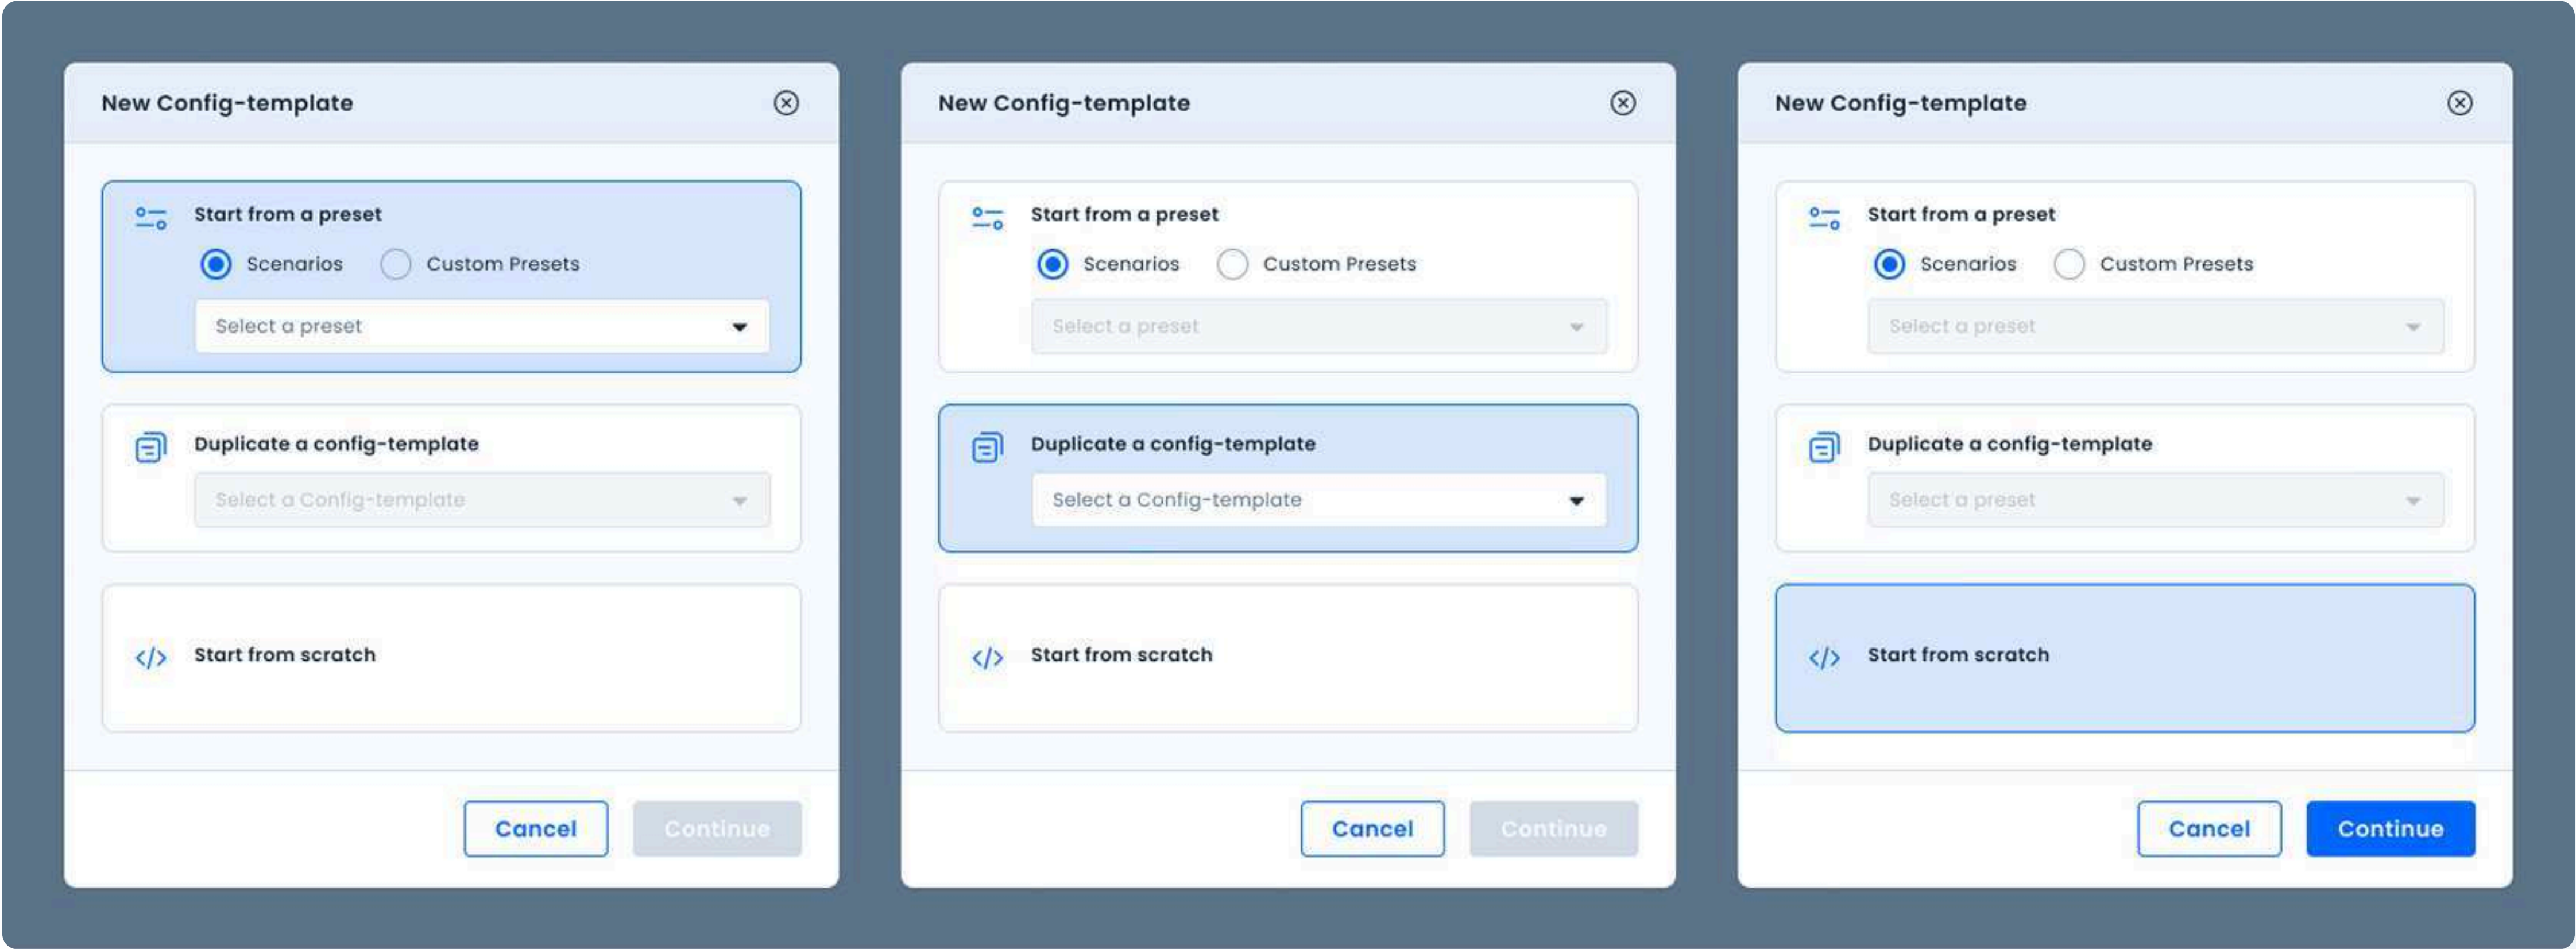 New Config-template
Start from a preset
Scenarios Custom Presets
Select a preset
Duplicate a config-template
Select a Config-template
Start from scratch
Cancel Continue
New Config-template
Start from a preset
Scenarios Custom Presets
Select a preset
Duplicate a config-template
Select a Config-template
Start from scratch
Cancel Continue
New Config-template
Start from a preset
Scenarios Custom Presets
Select a preset
Duplicate a config-template
Select a preset
Start from scratch
Cancel Continue